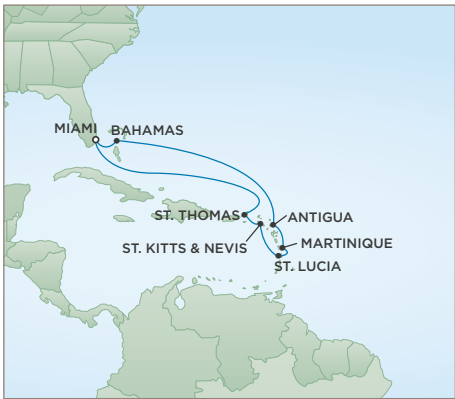 MIAMI
BAHAMAS
ST. THOMAS
ANTIGUA
ST. KITTS & NEVIS
MARTINIQUE
ST. LUCIA